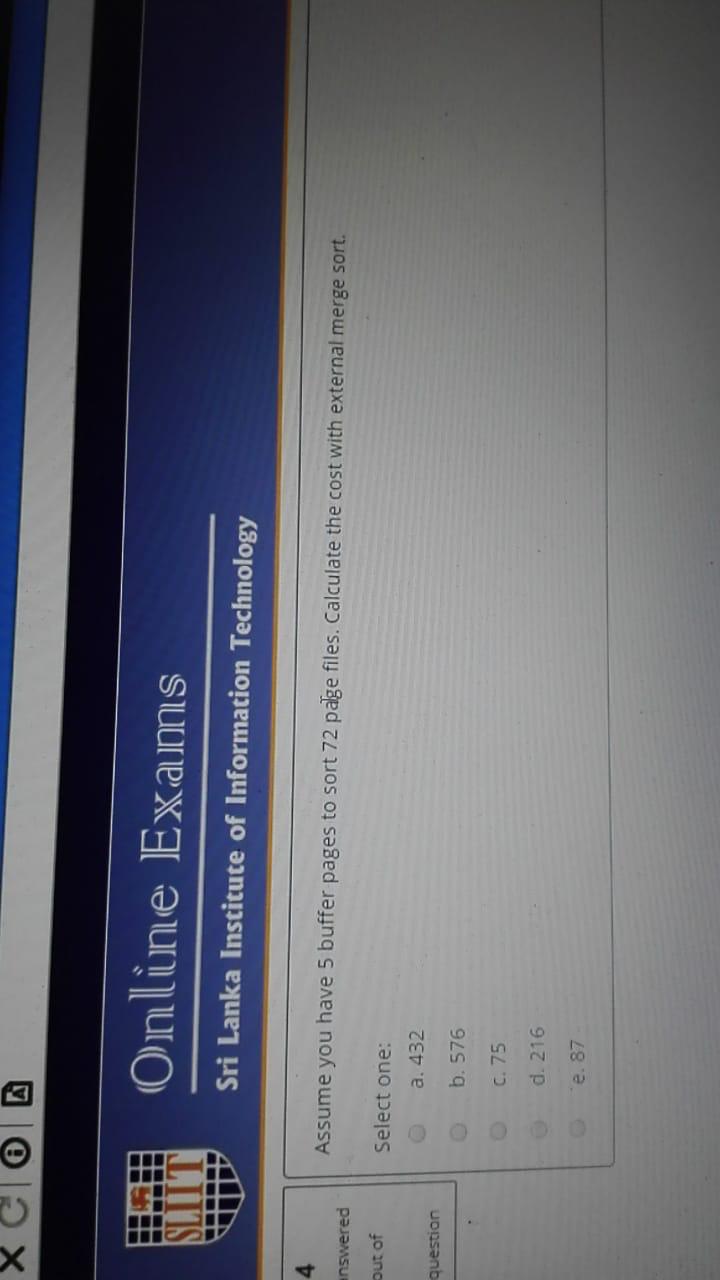 Online Exams
SLIIT
Sri Lanka Institute of Information Technology
4
answered
out of
question
Assume you have 5 buffer pages to sort 72 page files. Calculate the cost with external merge sort.
Select one:
a. 432
b. 576
c. 75
d. 216
e. 87